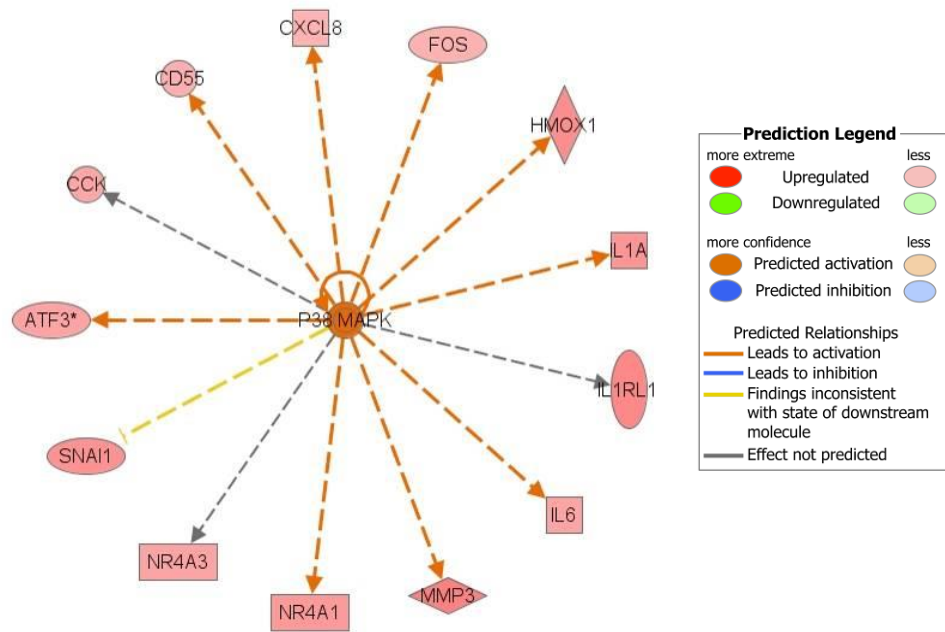 CXCL8
FOS
CD55
HMOX1
CCK
IL1A
ATF3*
P38 MAPK
IL1RL1
SNAI1
IL6
NR4A3
MMP3
NR4A1
Prediction Legend
more extreme less
Upregulated
Downregulated
more confidence less
Predicted activation
Predicted inhibition
Predicted Relationships
Leads to activation
Leads to inhibition
Findings inconsistent
with state of downstream
molecule
Effect not predicted